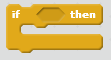 if then